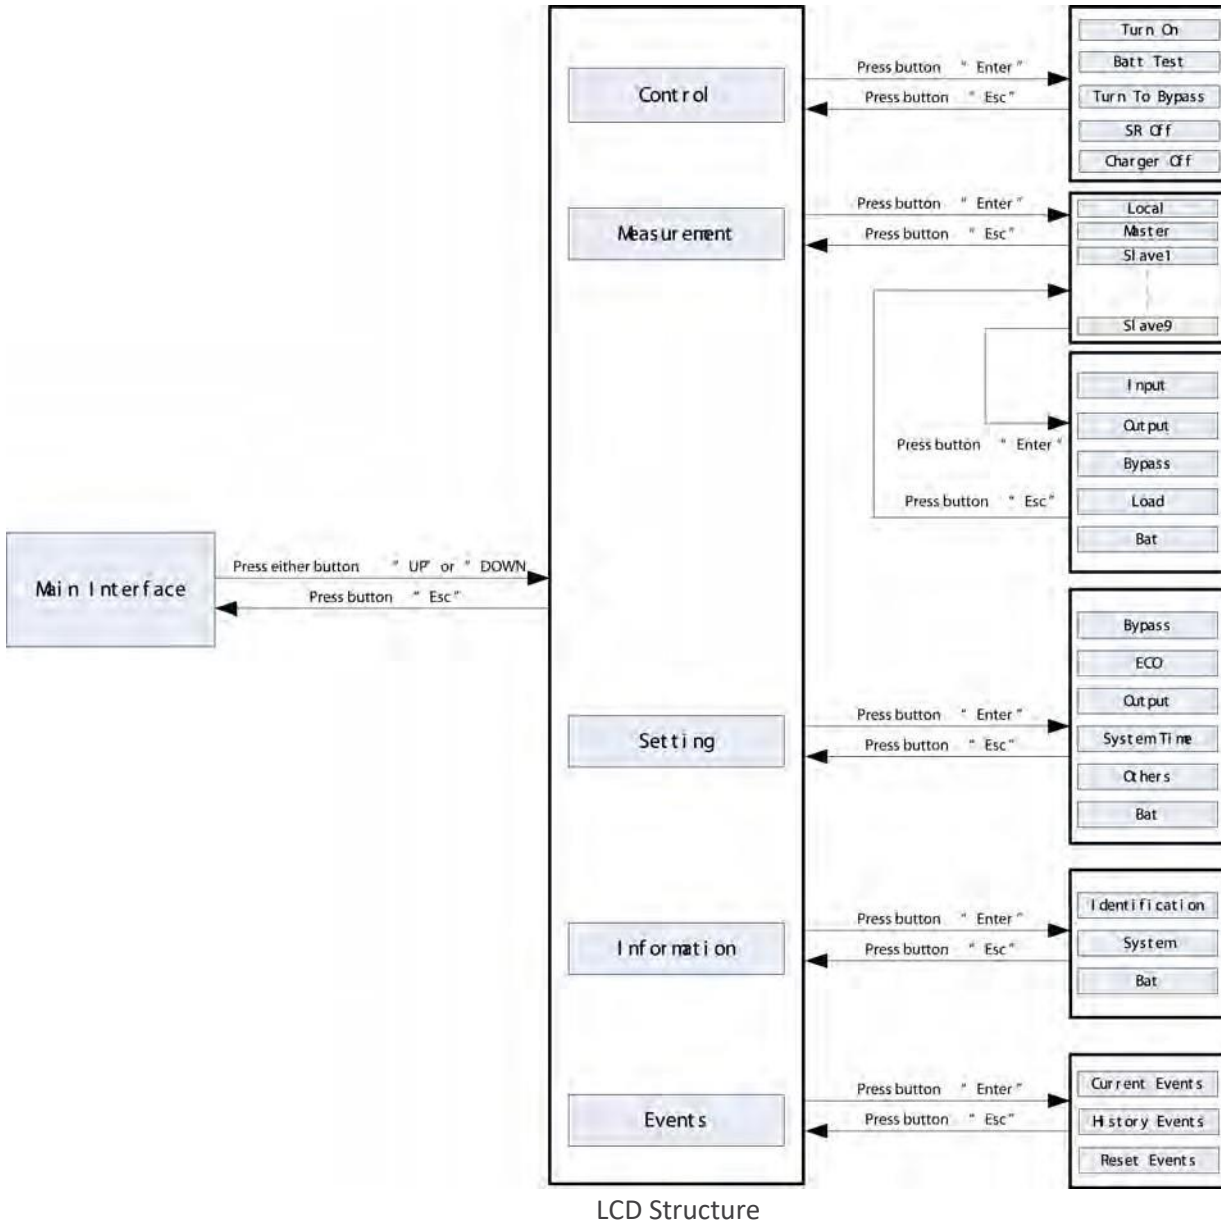 Main Interface
Press either button " UP" or " DOWN
Press button " Esc"
Control
Press button " Enter"
Press button " Esc"
Turn On
Batt Test
Turn To Bypass
SR Off
Charger Off
Measurement
Press button " Enter"
Press button " Esc"
Local
Master
Slave1
Slave9
Press button " Enter "
Press button " Esc"
Input
Output
Bypass
Load
Bat
Setting
Press button " Enter"
Press button " Esc"
Bypass
ECO
Output
System Time
Others
Bat
Information
Press button " Enter"
Press button " Esc"
Identification
System
Bat
Events
Press button " Enter"
Press button " Esc"
Current Events
History Events
Reset Events
LCD Structure